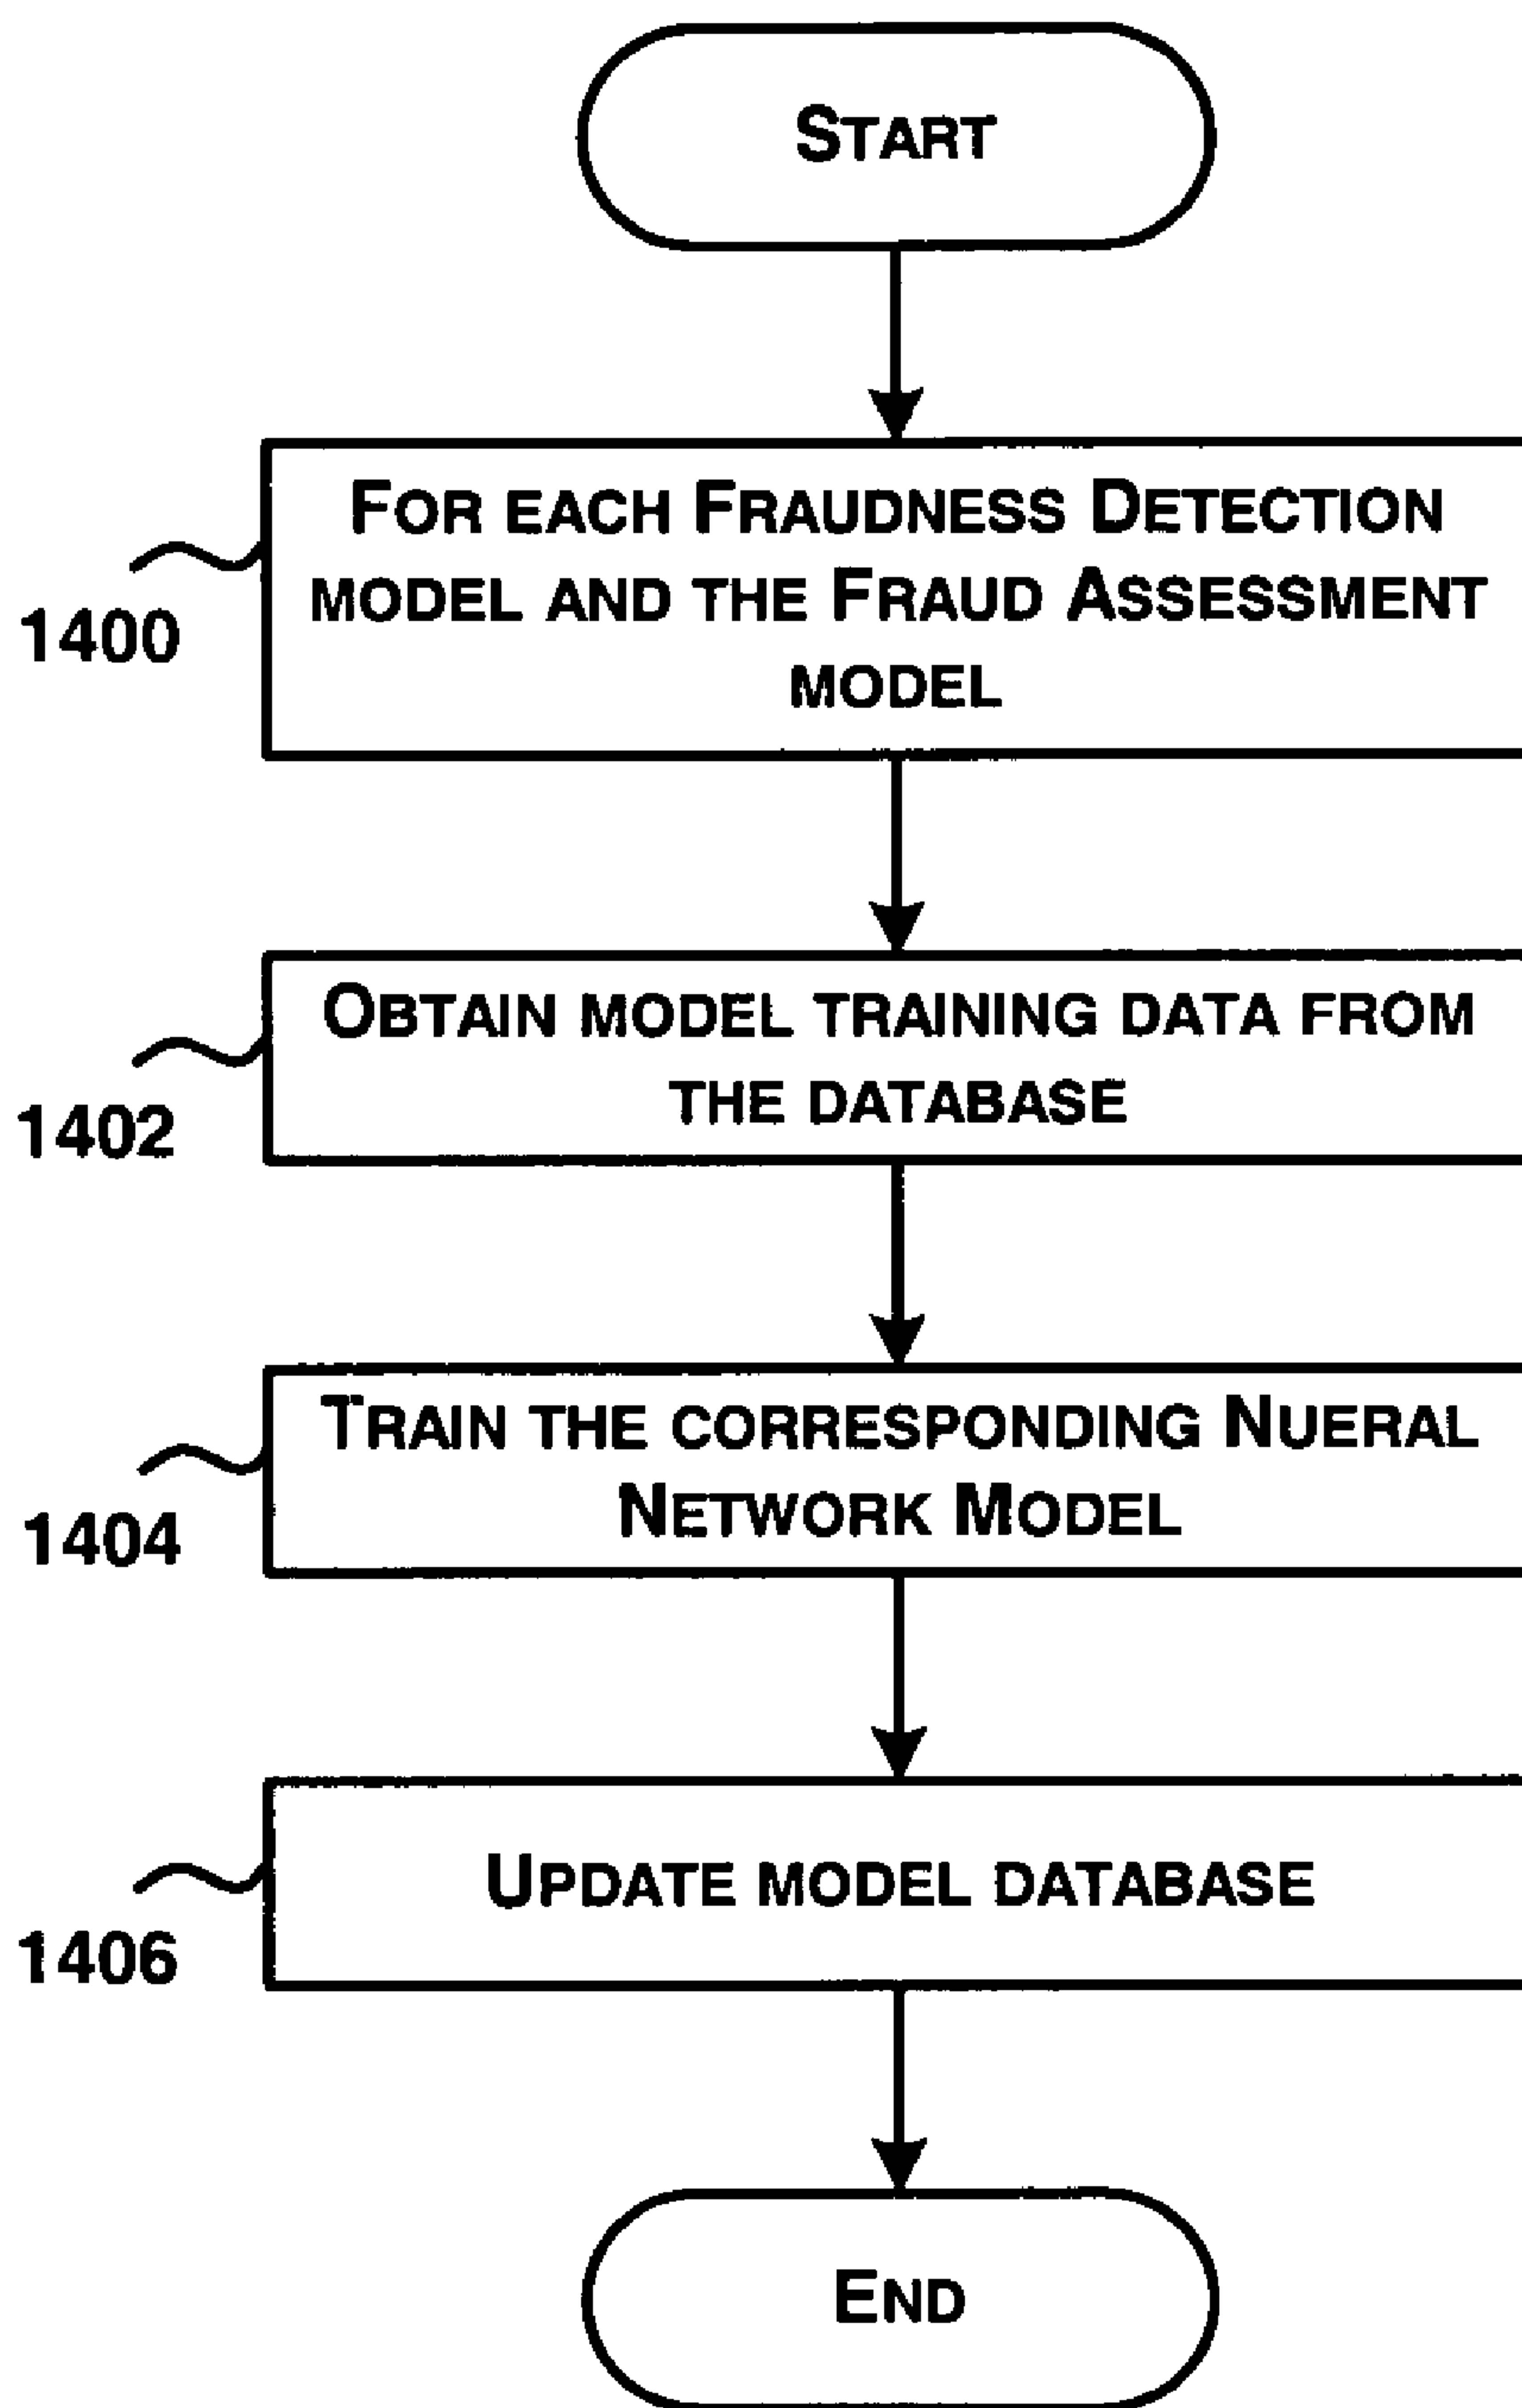 START
FOR EACH FRAUDNESS DETECTION
MODEL AND THE FRAUD ASSESSMENT
MODEL
1400
OBTAIN MODEL TRAINING DATA FROM
THE DATABASE
1402
TRAIN THE CORRESPONDING NUERAL
NETWORK MODEL
1404
UPDATE MODEL DATABASE
1406
END